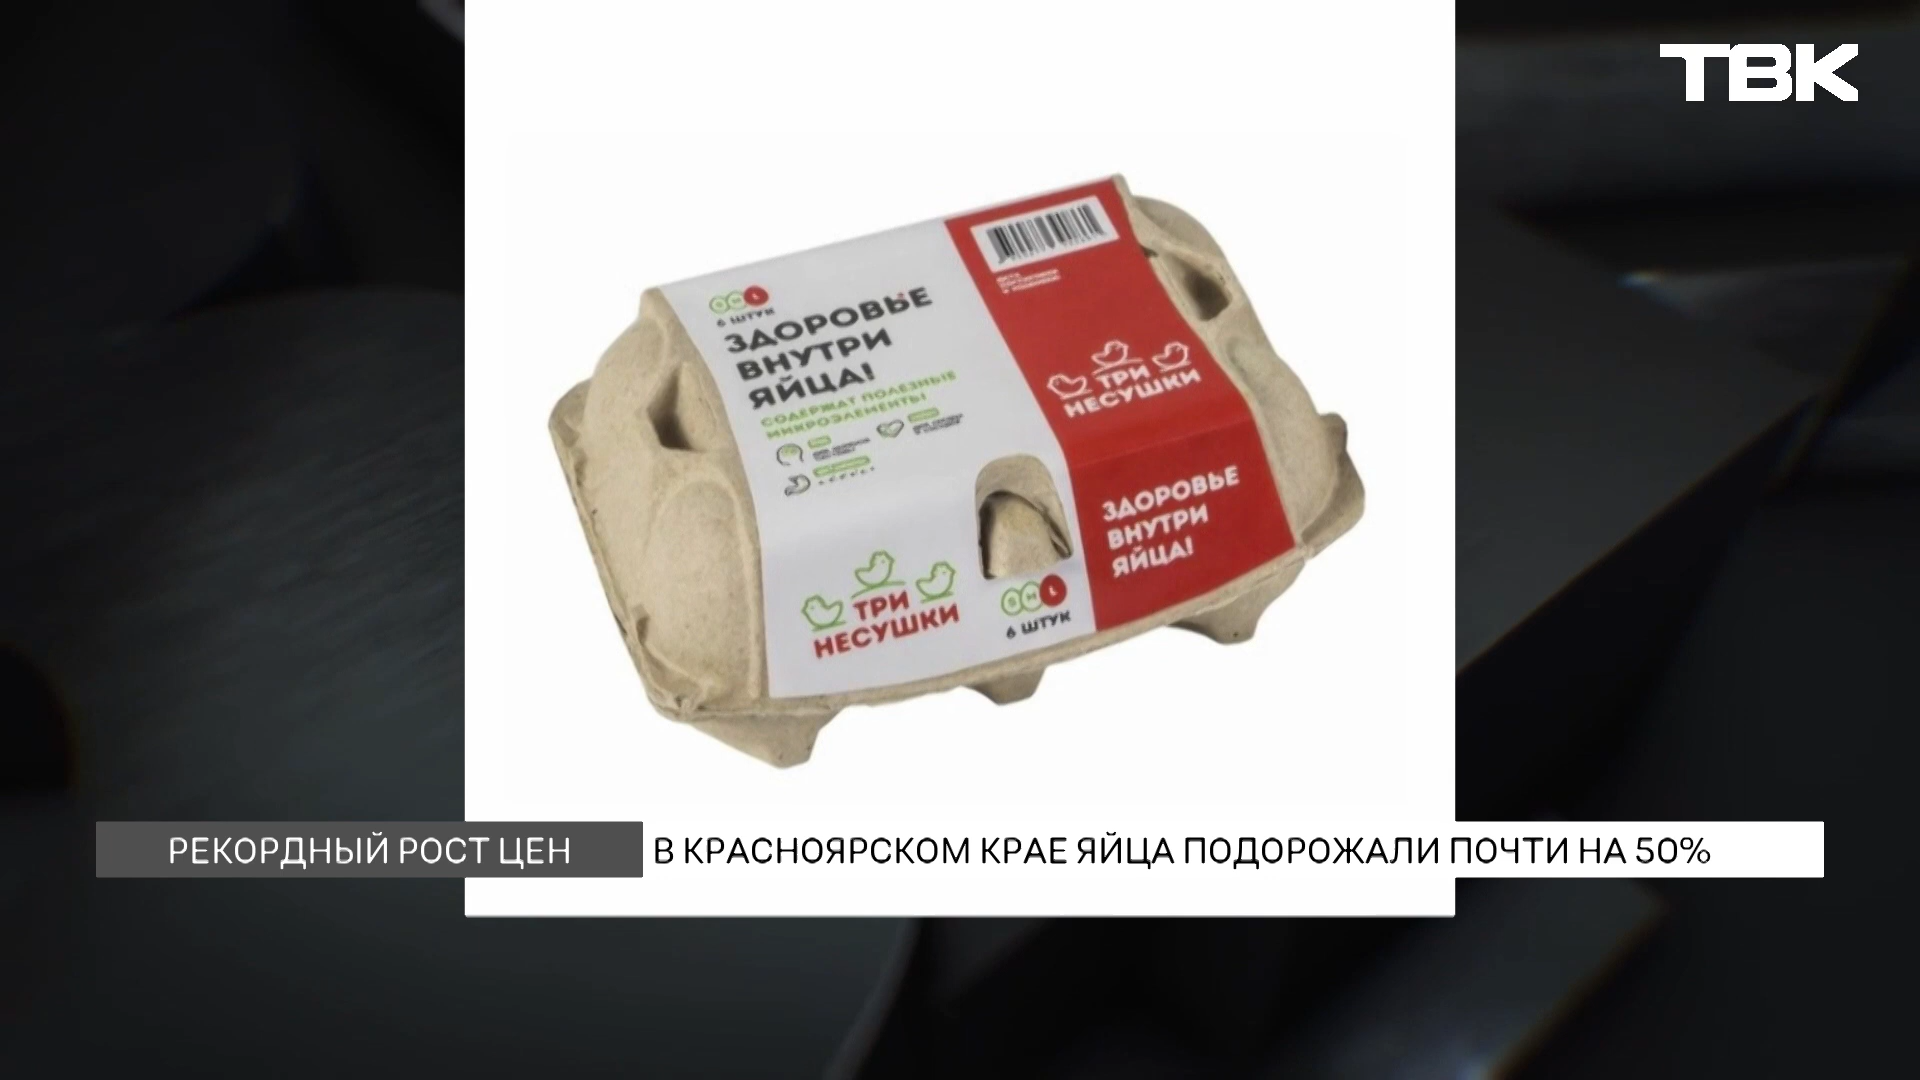 ТВК
S M L
6 ШТУК
ЗДОРОВЬЕ
ВНУТРИ
ЯЙЦА!
СОДЕРЖАТ ПОЛЕЗНЫЕ
МИКРОЭЛЕМЕНТЫ
ТРИ
НЕСУШКИ
ТРИ
НЕСУШКИ
S M L
6 ШТУК
ЗДОРОВЬЕ
ВНУТРИ
ЯЙЦА!
РЕКОРДНЫЙ РОСТ ЦЕН
В КРАСНОЯРСКОМ КРАЕ ЯЙЦА ПОДОРОЖАЛИ ПОЧТИ НА 50%